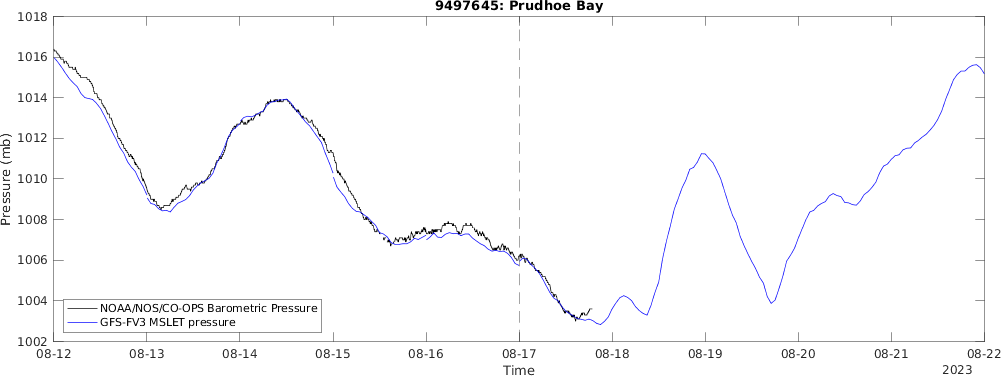 9497645: Prudhoe Bay
1018
1016
1014
1012
1010
1008
1006
1004
1002
Pressure (mb)
NOAA/NOS/CO-OPS Barometric Pressure
GFS-FV3 MSLET pressure
08-12 08-13 08-14 08-15 08-16 08-17 08-18 08-19 08-20 08-21 08-22
Time
2023